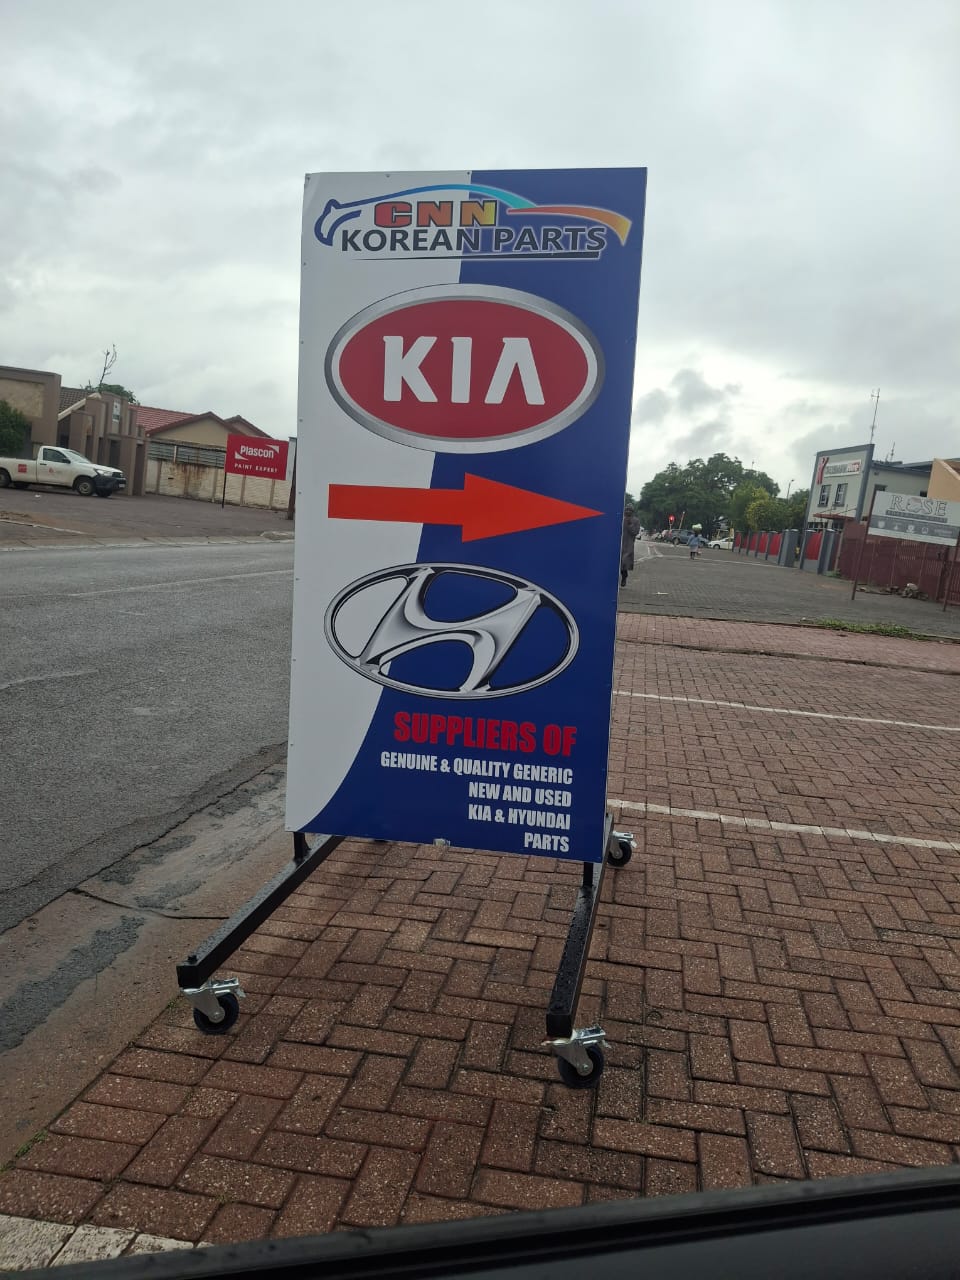 CNN
KOREAN PARTS
KIA
SUPPLIERS OF
GENUINE & QUALITY GENERIC
NEW AND USED
KIA & HYUNDAI
PARTS
Plascon
PAINT EXPERT
ROSE